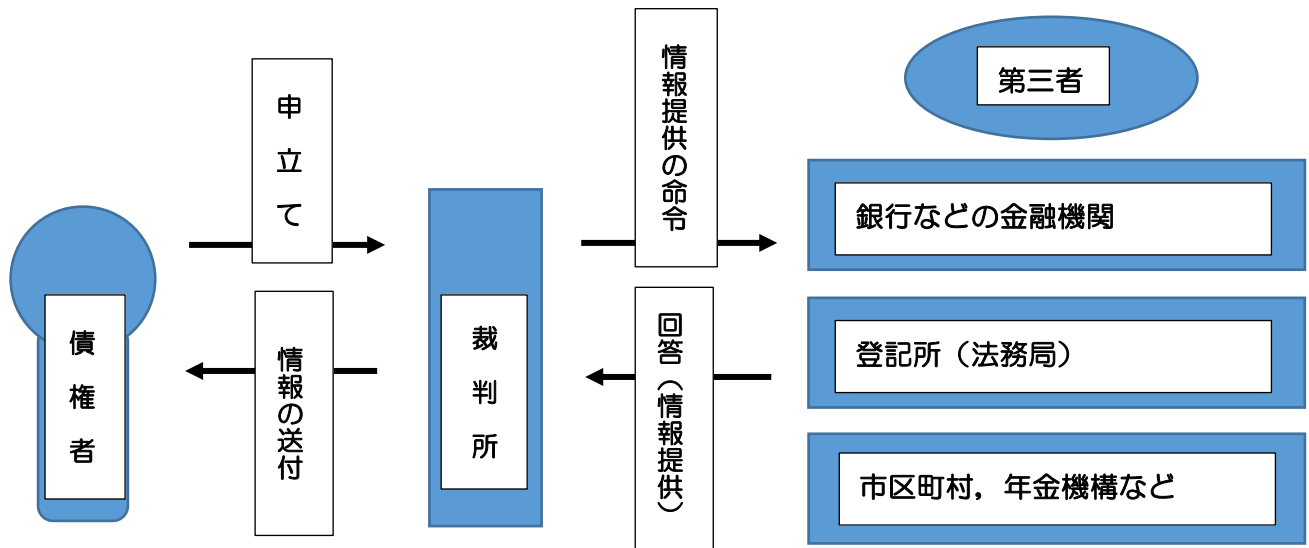 債権者
申立て
情報の送付
裁判所
情報提供の命令
回答（情報提供）
第三者
銀行などの金融機関
登記所（法務局）
市区町村，年金機構など